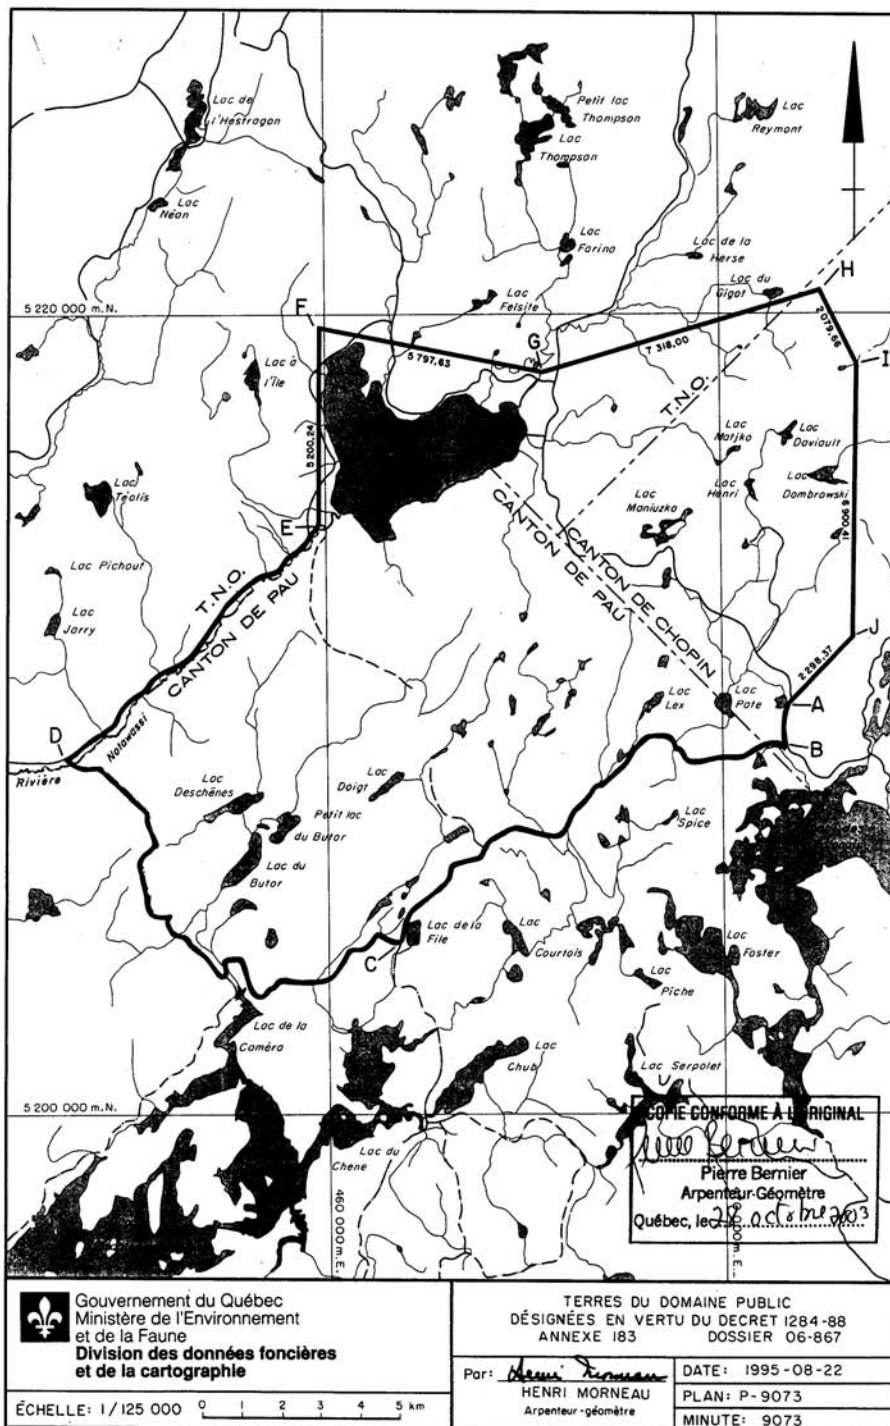 Lac de
l'Hestragon
Petit lac
Thompson
Lac
Thompson
Lac
Reymont
Lac
Néon
Lac
Farina
Lac de la
Herse
Lac du
Gigot
H
5 220 000 m.N.
F
Lac
Felsite
G
5 797,63
7 318,00
2 079,66
I
Lac à
l'Île
5 200,24
T.N.O.
Lac
Matjko
Lac
Daviault
Lac
Téolis
Lac
Henri
Lac
Dombrowski
Lac
Maniuzko
6 900,41
E
CANTON DE CHOPIN
CANTON DE PAU
Lac Pichout
T.N.O.
CANTON DE PAU
Lac
Jarry
J
2 298,37
Lac
Lex
Lac
Pate
A
B
D
Notawassi
Rivière
Lac
Deschênes
Lac
Doigt
Petit lac
du Butor
Lac
Spice
Lac du
Butor
Lac de la
File
C
Lac
Courtois
Lac
Foster
Lac
Piche
Lac de la
Caméra
Lac
Chub
Lac Serpolet
5 200 000 m.N.
Lac du
Chene
460 000 m.E.
000 m.E.
COPIE CONFORME À L'ORIGINAL
Pierre Bernier
Arpenteur-Géomètre
Québec, le 28 octobre 2003
Gouvernement du Québec
Ministère de l'Environnement
et de la Faune
Division des données foncières
et de la cartographie
ÉCHELLE: 1/125 000 0 1 2 3 4 5 km
TERRES DU DOMAINE PUBLIC
DÉSIGNÉES EN VERTU DU DECRET 1284-88
ANNEXE 183 DOSSIER 06-867
Par: Henri Morneau
HENRI MORNEAU
Arpenteur-géomètre
DATE: 1995-08-22
PLAN: P-9073
MINUTE: 9073